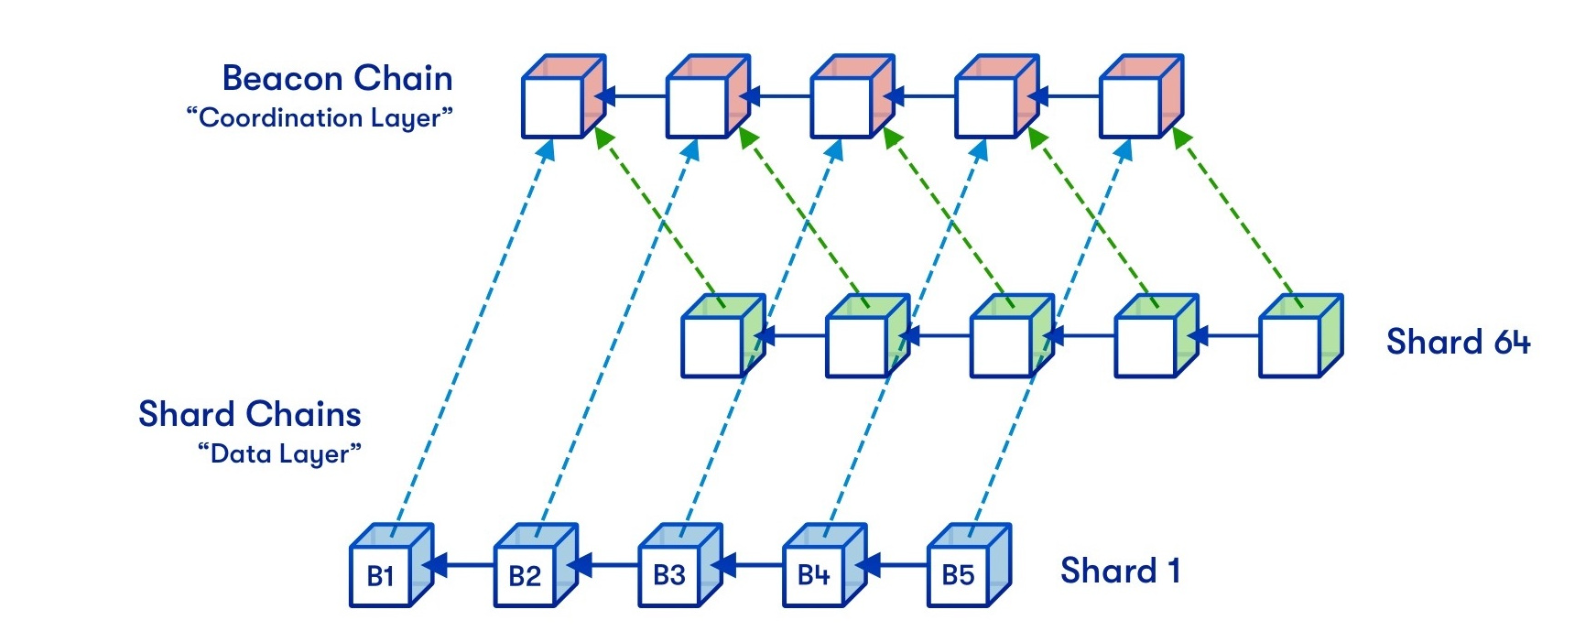 Beacon Chain
“Coordination Layer”
Shard 64
Shard Chains
“Data Layer”
B1 B2 B3 B4 B5
Shard 1